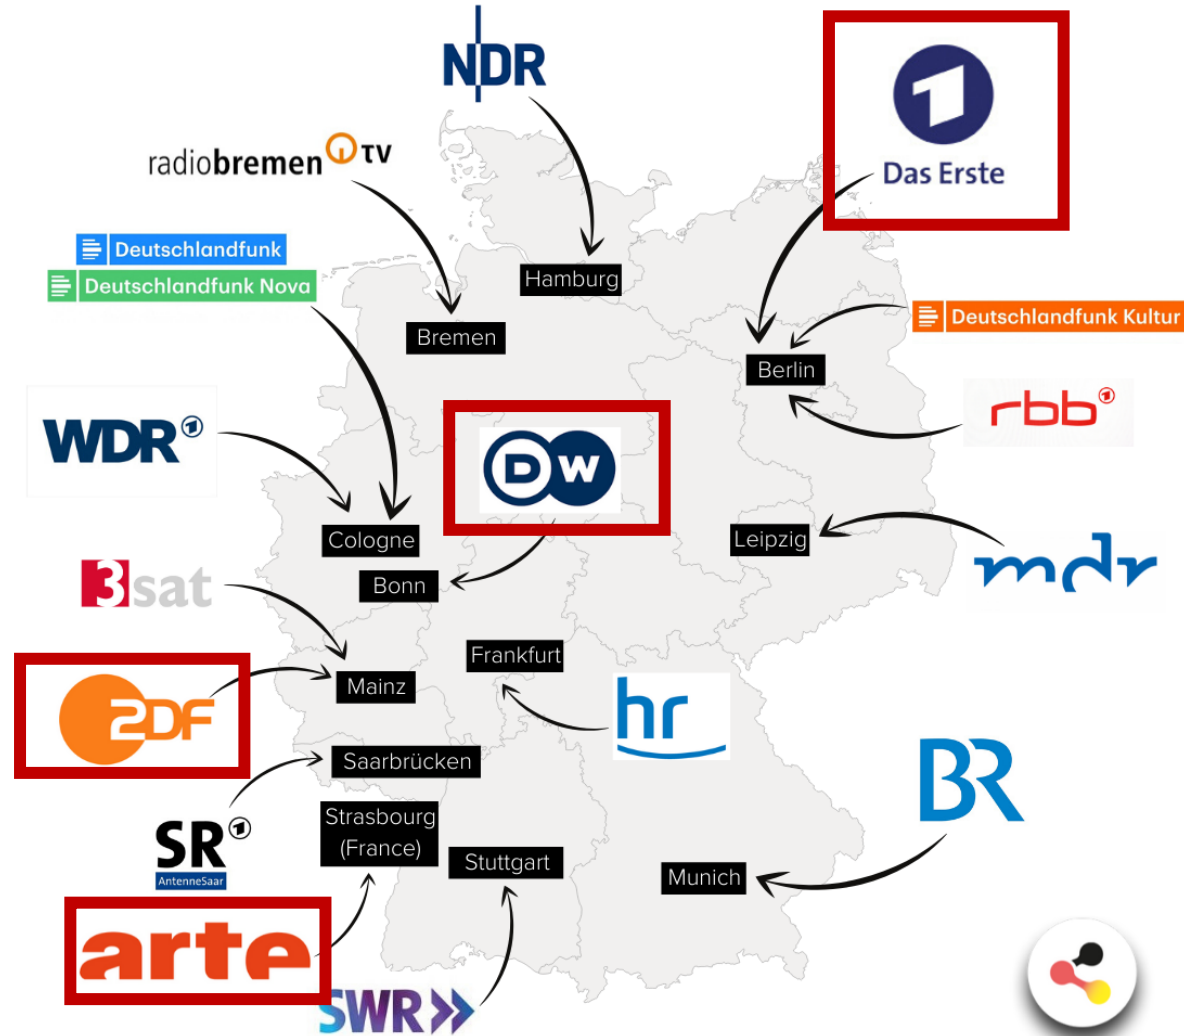 NDR
1
Das Erste
radiobremen TV
Deutschlandfunk
Deutschlandfunk Nova
Hamburg
Deutschlandfunk Kultur
Bremen
Berlin
rbb
WDR
DW
Cologne
Leipzig
mdr
Bonn
3sat
Frankfurt
Mainz
ZDF
hr
Saarbrücken
BR
SR
AntenneSaar
Strasbourg
(France)
Stuttgart
Munich
arte
SWR